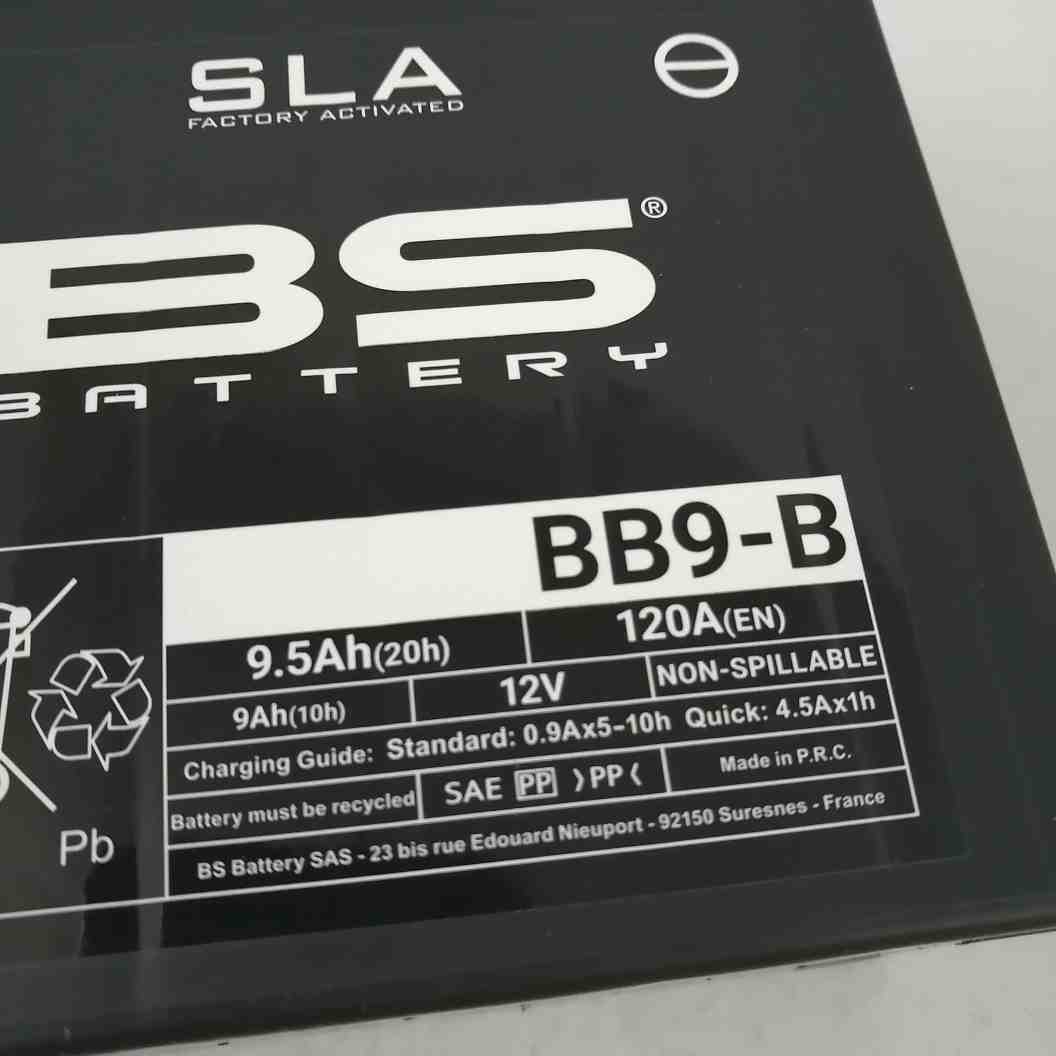 SLA
FACTORY ACTIVATED
BS®
BATTERY
BB9-B
9.5Ah(20h) 120A(EN)
9Ah(10h) 12V NON-SPILLABLE
Charging Guide: Standard: 0.9Ax5-10h Quick: 4.5Ax1h
Battery must be recycled SAE PP 〉PP〈 Made in P.R.C.
BS Battery SAS - 23 bis rue Edouard Nieuport - 92150 Suresnes - France
Pb